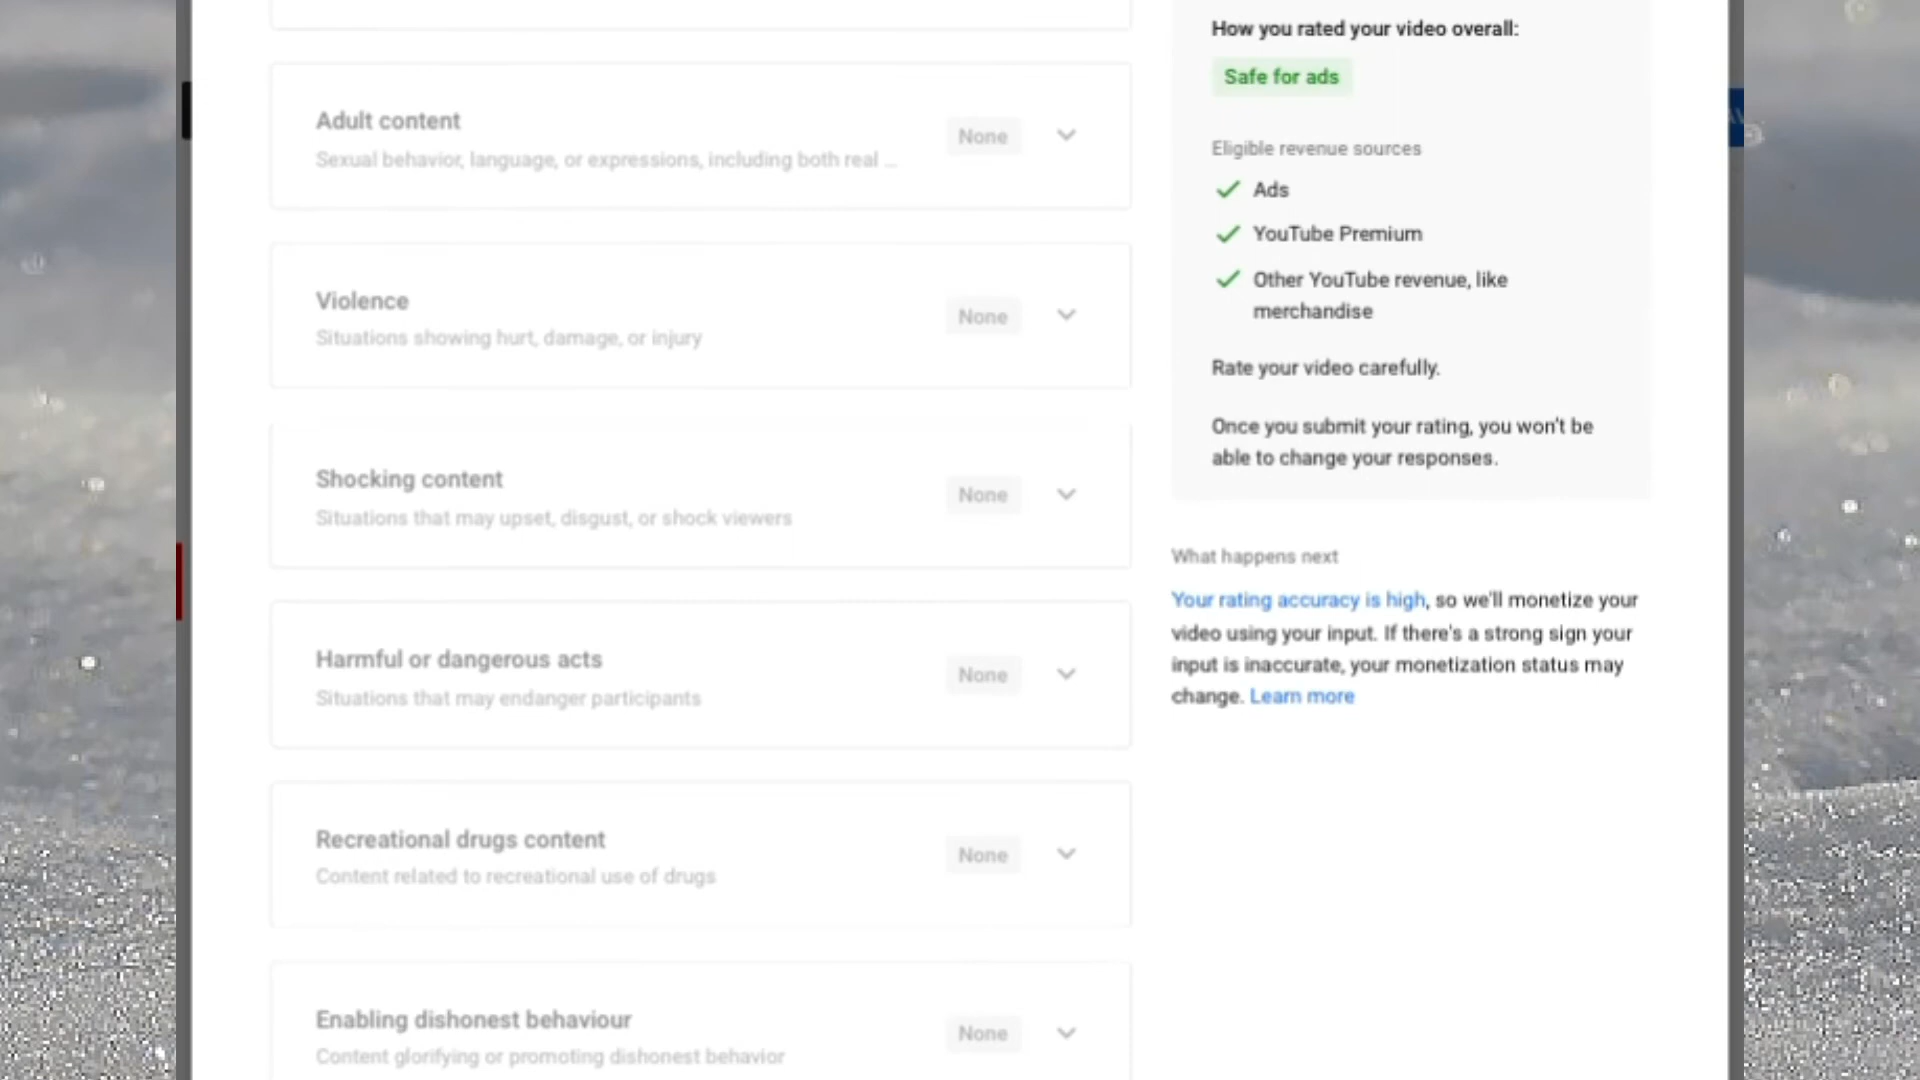 Adult content
None
Sexual behavior, language, or expressions, including both real ...
Violence
None
Situations showing hurt, damage, or injury
Shocking content
None
Situations that may upset, disgust, or shock viewers
Harmful or dangerous acts
None
Situations that may endanger participants
Recreational drugs content
None
Content related to recreational use of drugs
Enabling dishonest behaviour
None
Content glorifying or promoting dishonest behavior
How you rated your video overall:
Safe for ads
Eligible revenue sources
Ads
YouTube Premium
Other YouTube revenue, like
merchandise
Rate your video carefully.
Once you submit your rating, you won't be
able to change your responses.
What happens next
Your rating accuracy is high, so we'll monetize your
video using your input. If there's a strong sign your
input is inaccurate, your monetization status may
change. Learn more